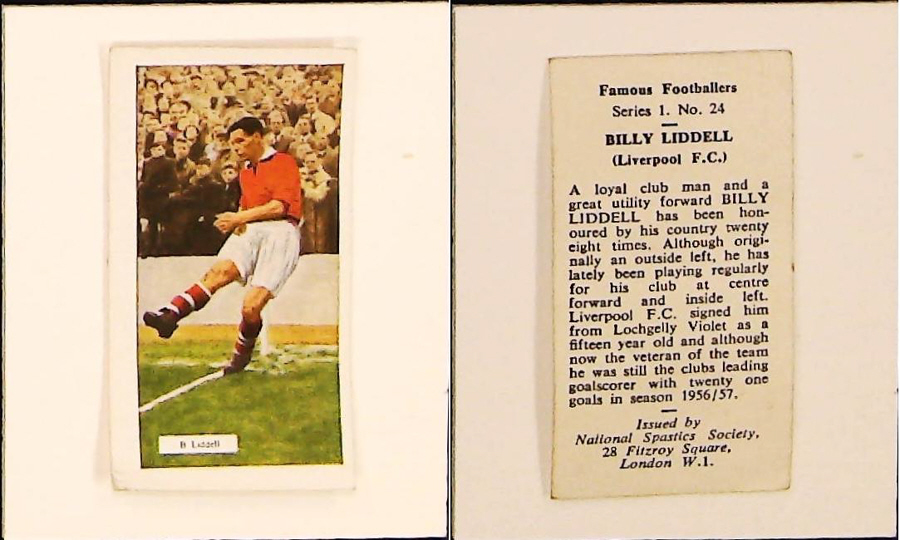 B. Liddell
Famous Footballers
Series 1. No. 24
BILLY LIDDELL
(Liverpool F.C.)
A loyal club man and a
great utility forward BILLY
LIDDELL has been hon-
oured by his country twenty
eight times. Although origi-
nally an outside left, he has
lately been playing regularly
for his club at centre
forward and inside left.
Liverpool F.C. signed him
from Lochgelly Violet as a
fifteen year old and although
now the veteran of the team
he was still the clubs leading
goalscorer with twenty one
goals in season 1956/57.
Issued by
National Spastics Society,
28 Fitzroy Square,
London W.1.